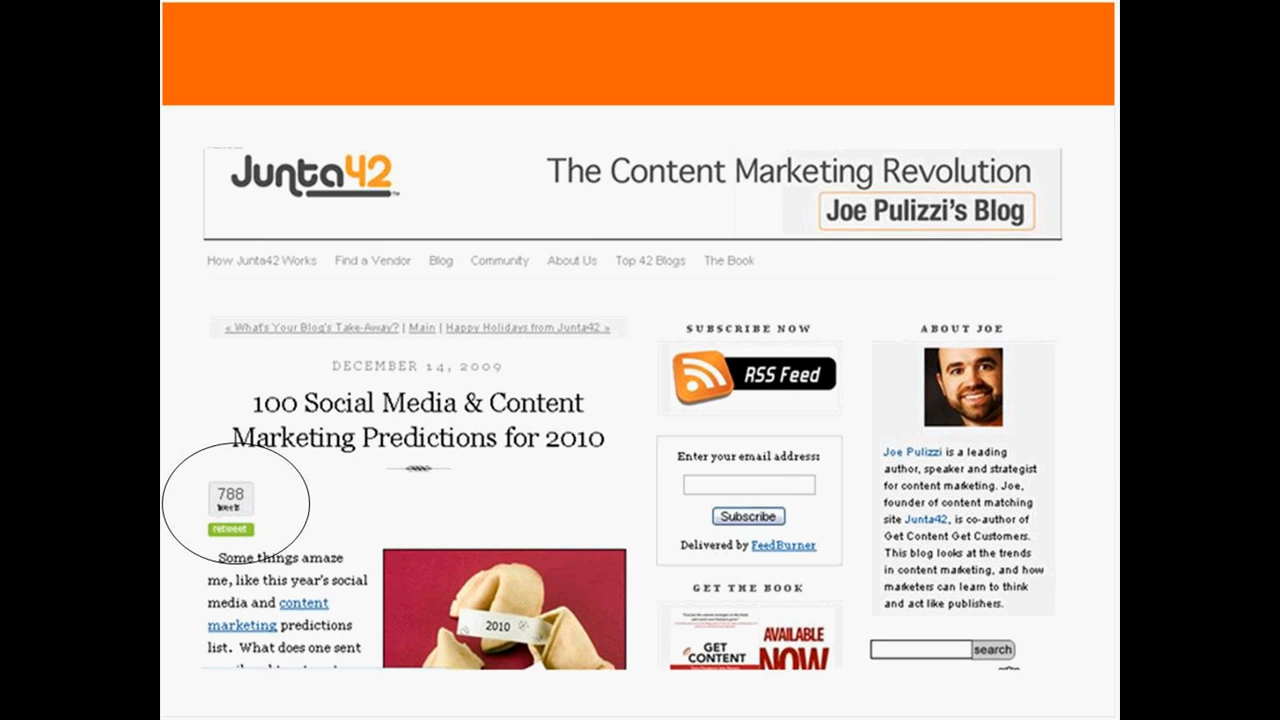 Junta42
The Content Marketing Revolution
Joe Pulizzi's Blog
How Junta42 Works Find a Vendor Blog Community About Us Top 42 Blogs The Book
« What's Your Blog's Take-Away? | Main | Happy Holidays from Junta42 »
DECEMBER 14, 2009
100 Social Media & Content
Marketing Predictions for 2010
788
tweets
retweet
Some things amaze
me, like this year's social
media and content
marketing predictions
list. What does one sent
2010
SUBSCRIBE NOW
RSS Feed
Enter your email address:
Subscribe
Delivered by FeedBurner
GET THE BOOK
GET
CONTENT
AVAILABLE
NOW
ABOUT JOE
Joe Pulizzi is a leading
author, speaker and strategist
for content marketing. Joe,
founder of content matching
site Junta42, is co-author of
Get Content Get Customers.
This blog looks at the trends
in content marketing, and how
marketers can learn to think
and act like publishers.
search